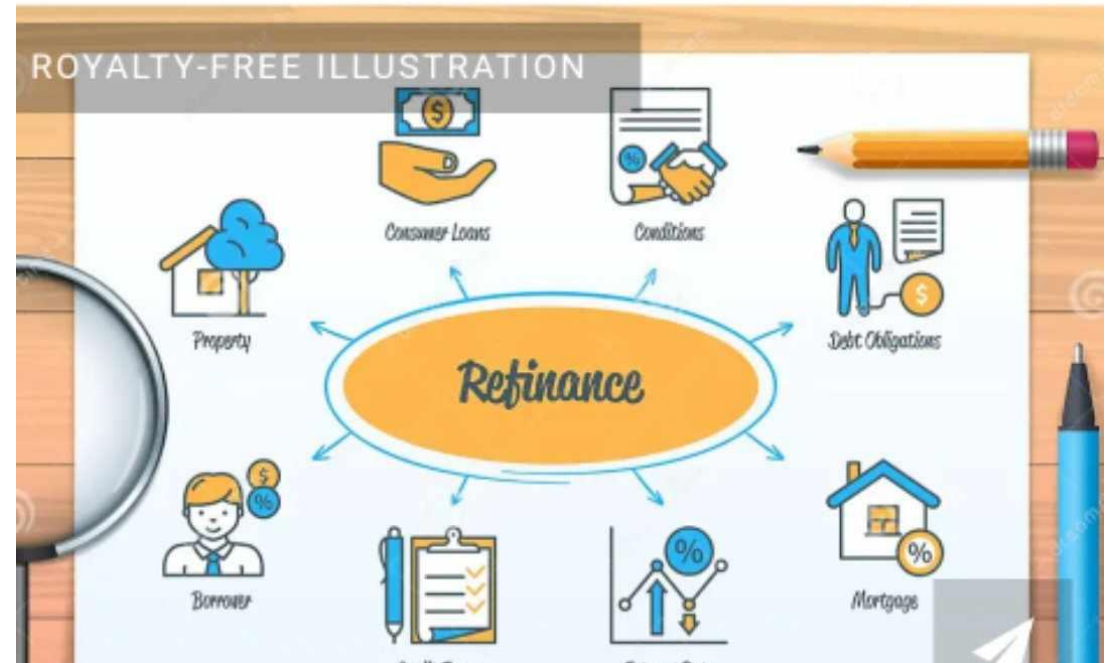 ROYALTY-FREE ILLUSTRATION
Consumer Loans
Conditions
Property
Debt Obligations
Refinance
Borrower
Mortgage